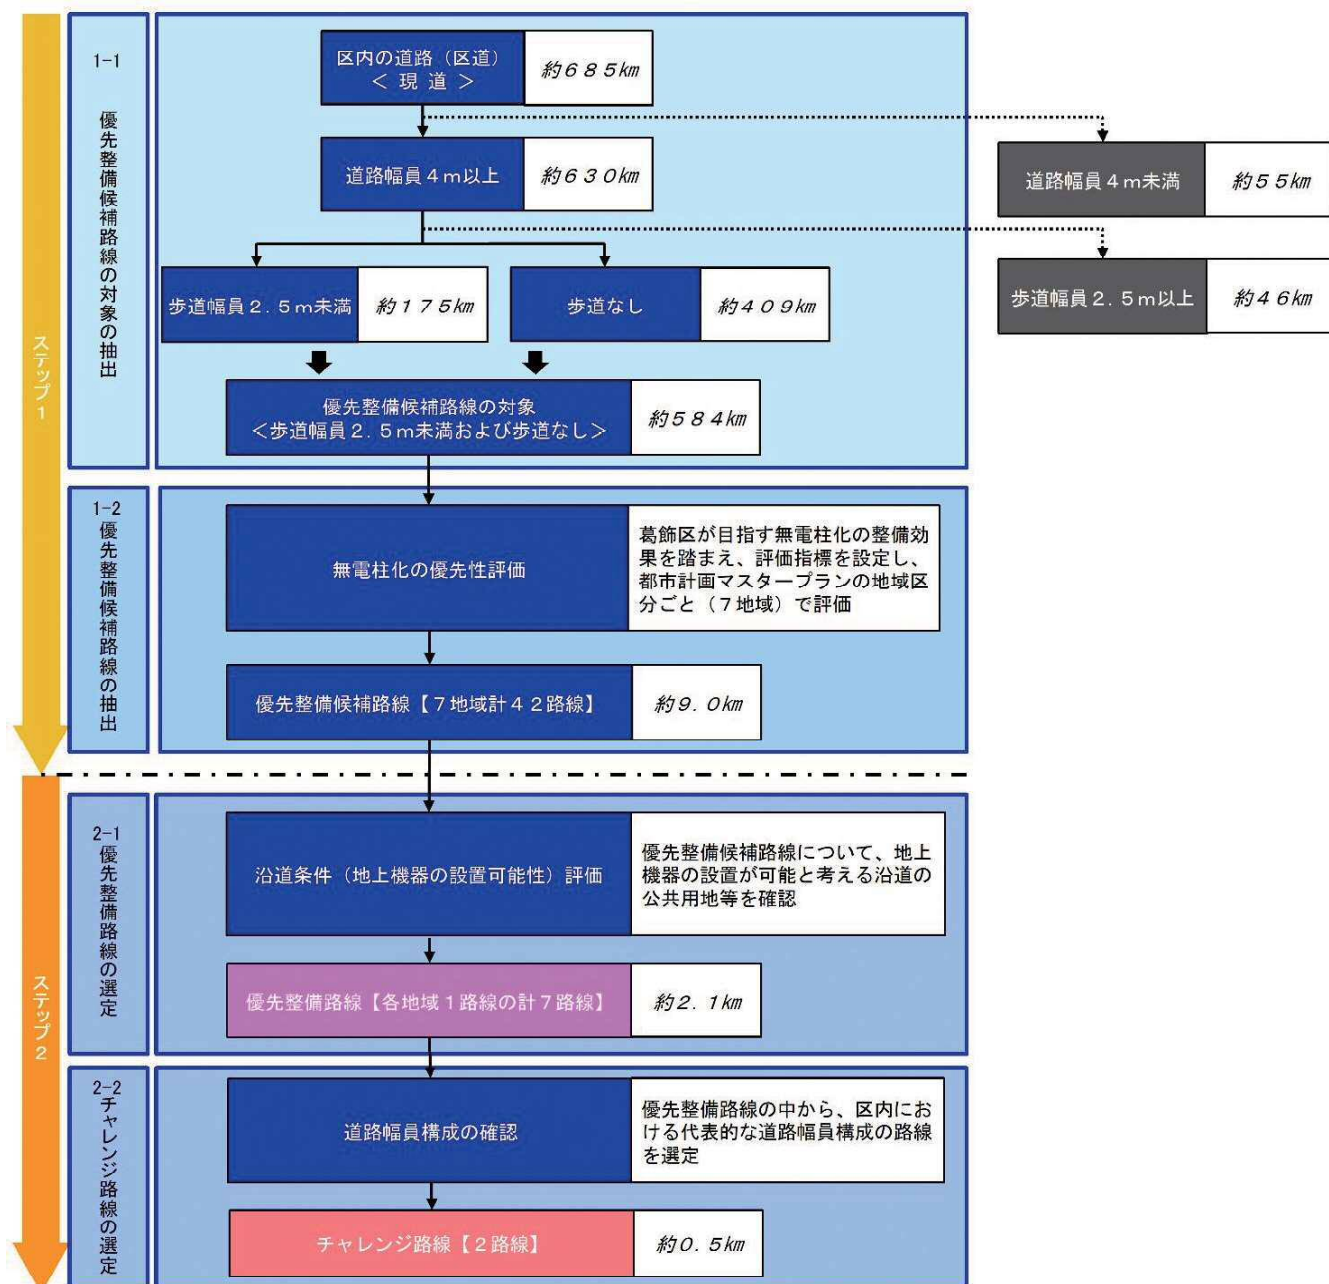 ステップ1
1-1
優先整備候補路線の対象の抽出
区内の道路（区道）
＜ 現 道 ＞
約685km
道路幅員4m以上
約630km
道路幅員4m未満
約55km
歩道幅員2.5m未満
約175km
歩道なし
約409km
歩道幅員2.5m以上
約46km
優先整備候補路線の対象
＜歩道幅員2.5m未満および歩道なし＞
約584km
1-2
優先整備候補路線の抽出
無電柱化の優先性評価
葛飾区が目指す無電柱化の整備効
果を踏まえ、評価指標を設定し、
都市計画マスタープランの地域区
分ごと（7地域）で評価
優先整備候補路線【7地域計42路線】
約9.0km
ステップ2
2-1
優先整備路線の選定
沿道条件（地上機器の設置可能性）評価
優先整備候補路線について、地上
機器の設置が可能と考える沿道の
公共用地等を確認
優先整備路線【各地域1路線の計7路線】
約2.1km
2-2
チャレンジ路線の選定
道路幅員構成の確認
優先整備路線の中から、区内にお
ける代表的な道路幅員構成の路線
を選定
チャレンジ路線【2路線】
約0.5km